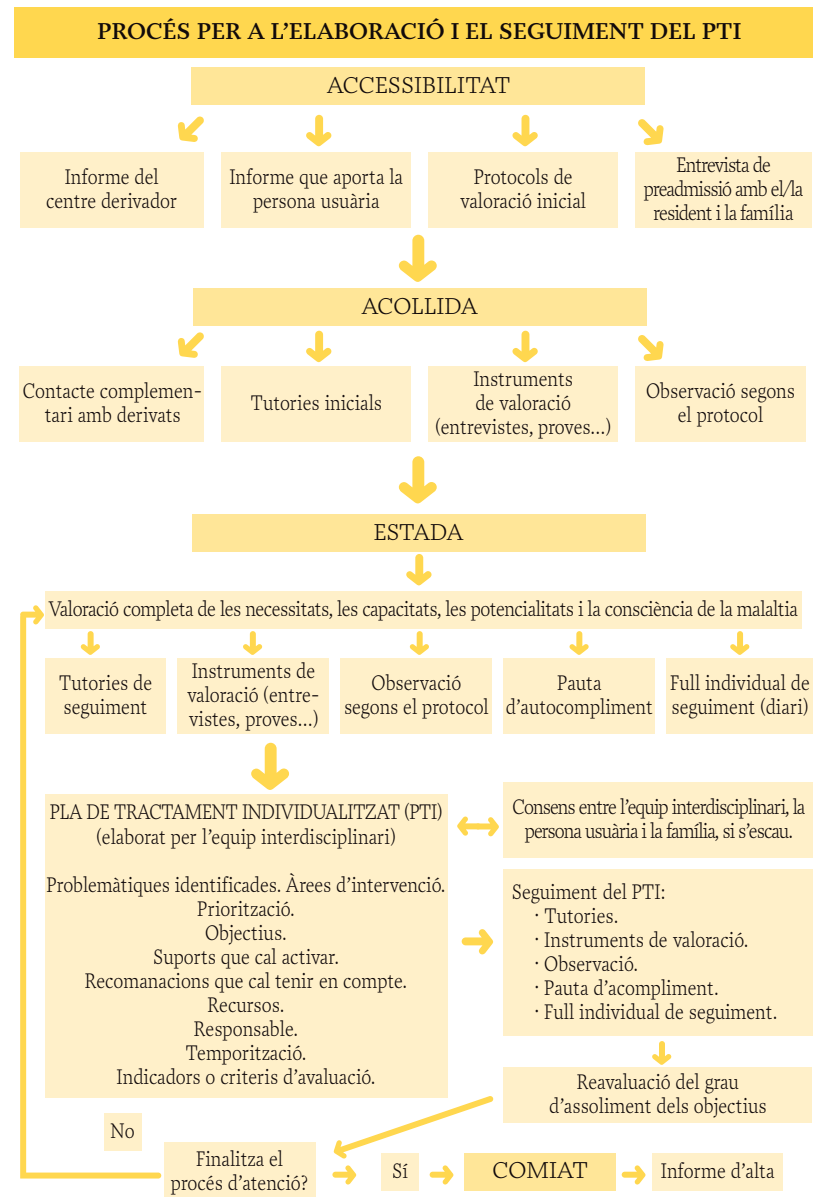 PROCÉS PER A L'ELABORACIÓ I EL SEGUIMENT DEL PTI
ACCESSIBILITAT
Informe del
centre derivador
Informe que aporta la
persona usuària
Protocols de
valoració inicial
Entrevista de
preadmissió amb el/la
resident i la família
ACOLLIDA
Contacte complemen-
tari amb derivats
Tutories inicials
Instruments
de valoració
(entrevistes, proves...)
Observació segons
el protocol
ESTADA
Valoració completa de les necessitats, les capacitats, les potencialitats i la consciència de la malaltia
Tutories de
seguiment
Instruments de
valoració (entre-
vistes, proves...)
Observació
segons el protocol
Pauta
d'autocompliment
Full individual de
seguiment (diari)
PLA DE TRACTAMENT INDIVIDUALITZAT (PTI)
(elaborat per l'equip interdisciplinari)
Problemàtiques identificades. Àrees d'intervenció.
Priorització.
Objectius.
Suports que cal activar.
Recomanacions que cal tenir en compte.
Recursos.
Responsable.
Temporització.
Indicadors o criteris d'avaluació.
Consens entre l'equip interdisciplinari, la
persona usuària i la família, si s'escau.
Seguiment del PTI:
· Tutories.
· Instruments de valoració.
· Observació.
· Pauta d'acompliment.
· Full individual de seguiment.
Reavaluació del grau
d'assoliment dels objectius
No
Finalitza el
procés d'atenció?
Sí
COMIAT
Informe d'alta